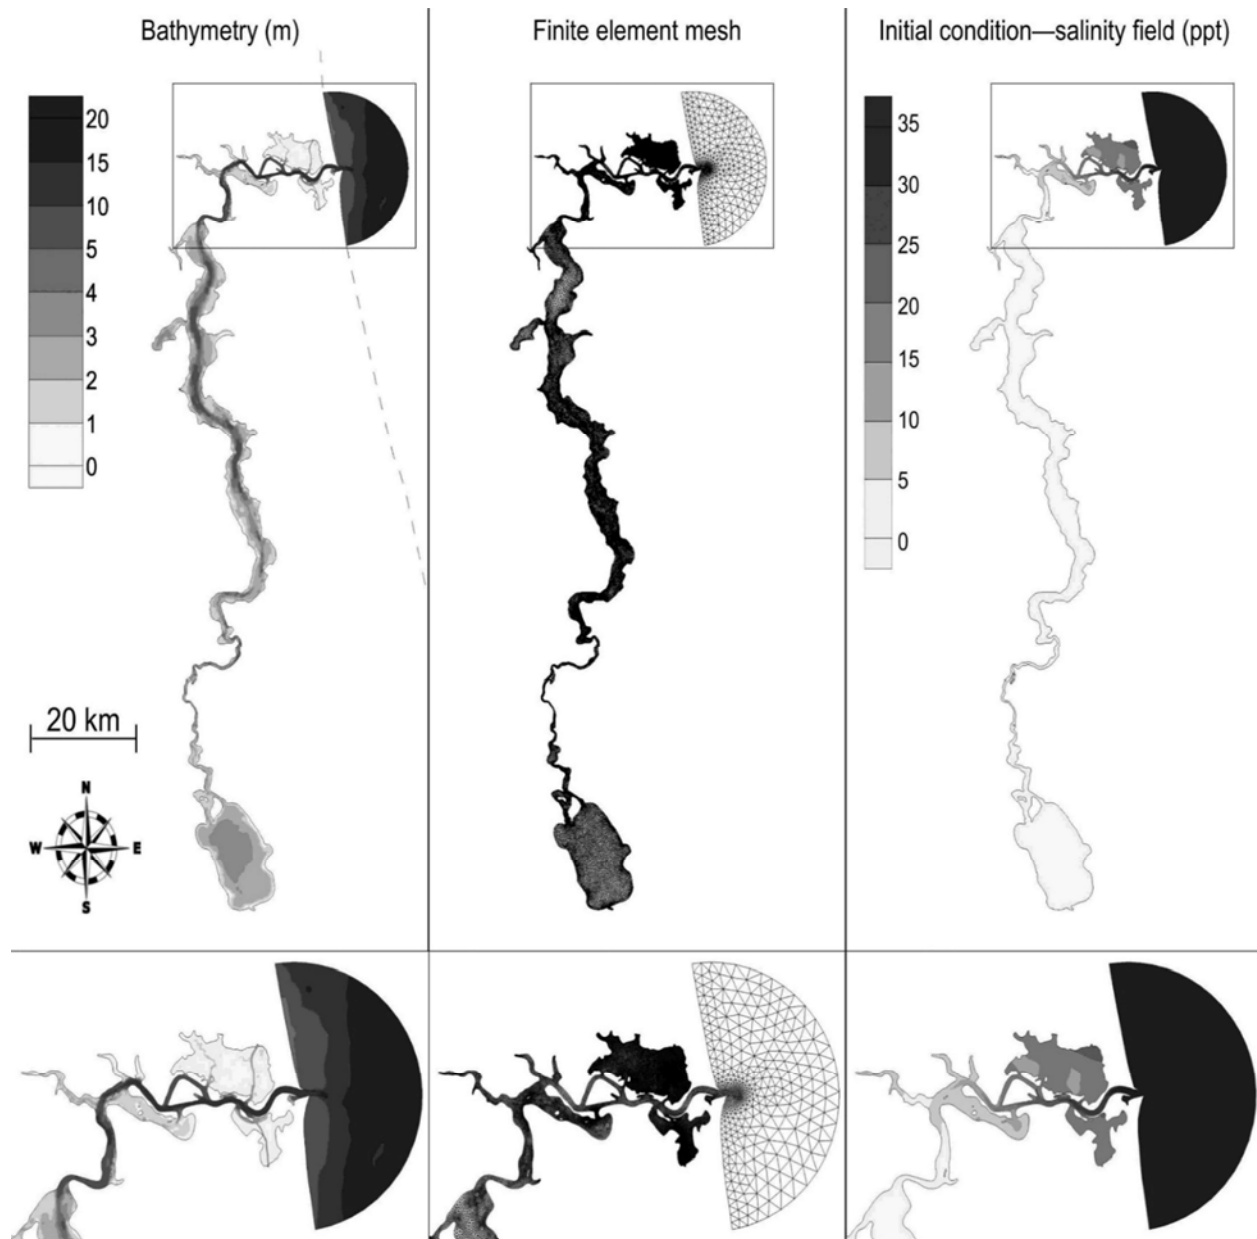 Bathymetry (m)
Finite element mesh
Initial condition—salinity field (ppt)
20
15
10
5
4
3
2
1
0
35
30
25
20
15
10
5
0
20 km
N
W
E
S